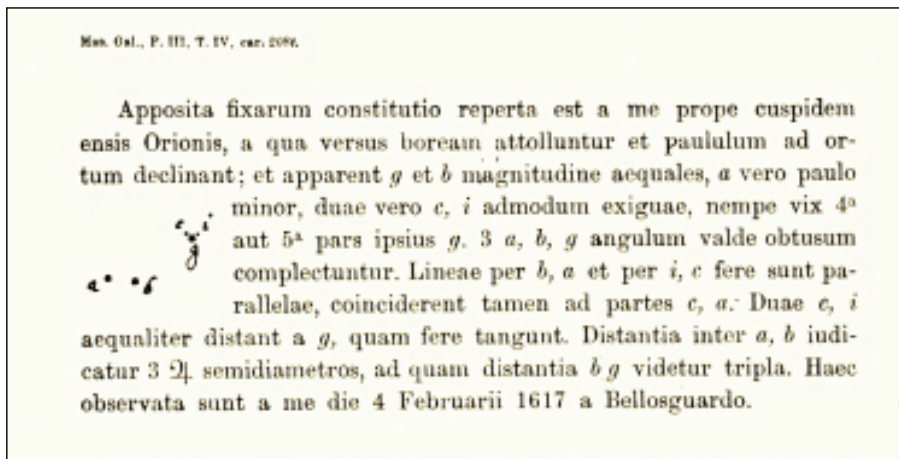 Mss. Gal., P. III, T. IV, car. 208r.
Apposita fixarum constitutio reperta est a me prope cuspidem
ensis Orionis, a qua versus boream attolluntur et paululum ad or-
tum declinant; et apparent g et b magnitudine aequales, a vero paulo
minor, duae vero c, i admodum exiguae, nempe vix 4ª
aut 5ª pars ipsius g. 3 a, b, g angulum valde obtusum
complectuntur. Lineae per b, a et per i, c fere sunt pa-
rallelae, coinciderent tamen ad partes c, a. Duae c, i
aequaliter distant a g, quam fere tangunt. Distantia inter a, b iudi-
catur 3 ♃ semidiametros, ad quam distantia b g videtur tripla. Haec
observata sunt a me die 4 Februarii 1617 a Bellosguardo.
c i
g
a b